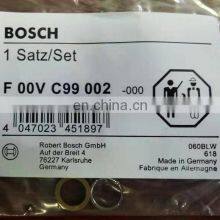 BOSCH
1 Satz/Set
F 00V C99 002 -000
4 047023 451897
Robert Bosch GmbH
Auf der Breit 4
76227 Karlsruhe
Germany
060BLW
618
Made in Germany
Fabriqué en Allemagne